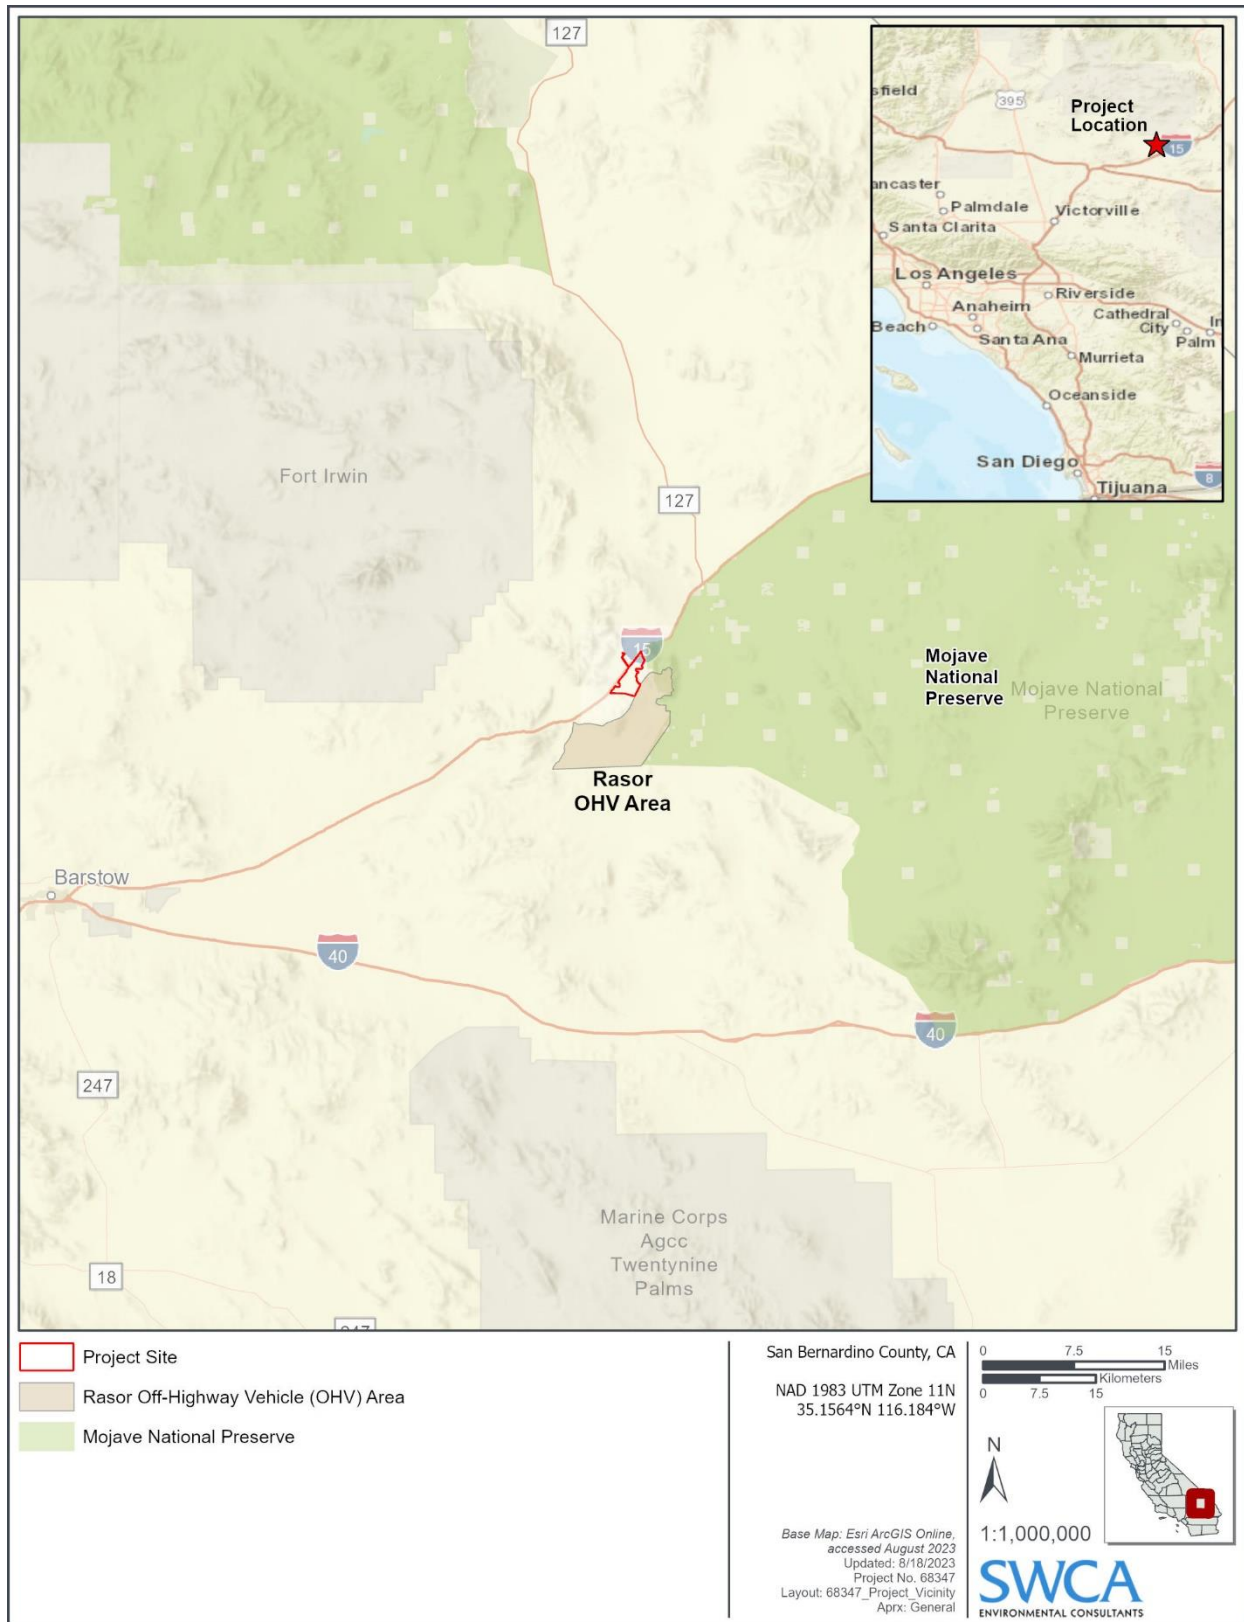 127
sfield
395
Project
Location
15
ancaster
Palmdale
Victorville
Santa Clarita
Los Angeles
Riverside
Anaheim
Cathedral
City
In
Beach
Palm
Santa Ana
Murrieta
Oceanside
San Diego
8
Tijuana
Fort Irwin
127
15
Mojave
National
Preserve
Mojave National
Preserve
Rasor
OHV Area
Barstow
40
40
247
Marine Corps
Agcc
Twentynine
Palms
18
247
Project Site
Rasor Off-Highway Vehicle (OHV) Area
Mojave National Preserve
San Bernardino County, CA
NAD 1983 UTM Zone 11N
35.1564°N 116.184°W
Base Map: Esri ArcGIS Online,
accessed August 2023
Updated: 8/18/2023
Project No. 68347
Layout: 68347_Project_Vicinity
Aprx: General
0 7.5 15
Miles
Kilometers
0 7.5 15
N
1:1,000,000
SWCA
ENVIRONMENTAL CONSULTANTS